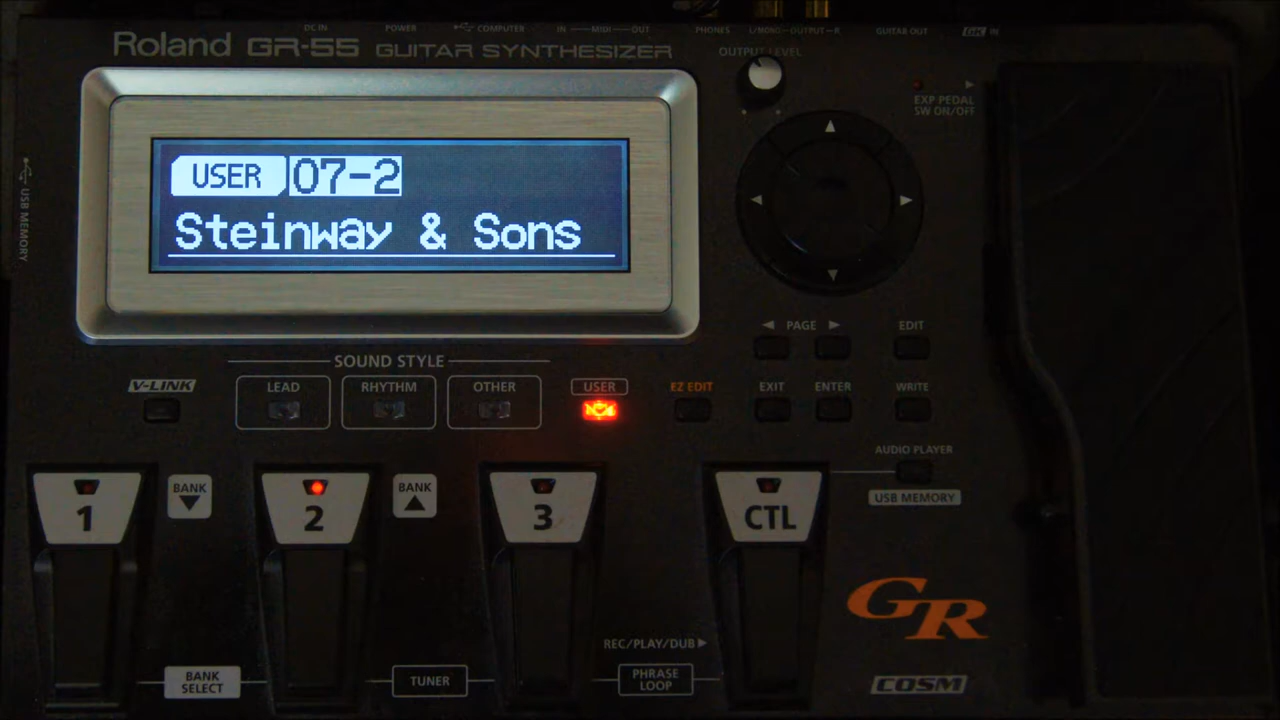 DC IN POWER COMPUTER IN MIDI OUT PHONES L/MONO OUTPUT R GUITAR OUT GK IN
Roland GR-55 GUITAR SYNTHESIZER
OUTPUT LEVEL
EXP PEDAL
SW ON/OFF
USER 07-2
Steinway & Sons
USB MEMORY
PAGE
EDIT
SOUND STYLE
V-LINK
LEAD
RHYTHM
OTHER
USER
EZ EDIT
EXIT
ENTER
WRITE
AUDIO PLAYER
USB MEMORY
1
BANK
2
BANK
3
CTL
GR
REC/PLAY/DUB
BANK
SELECT
TUNER
PHRASE
LOOP
COSM